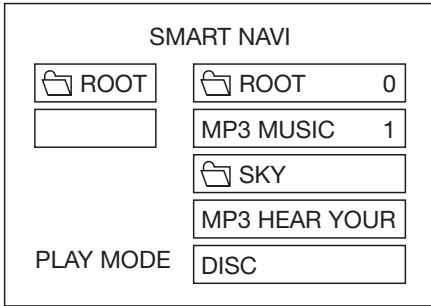 SMART NAVI
ROOT ROOT 0
MP3 MUSIC 1
SKY
MP3 HEAR YOUR
PLAY MODE DISC